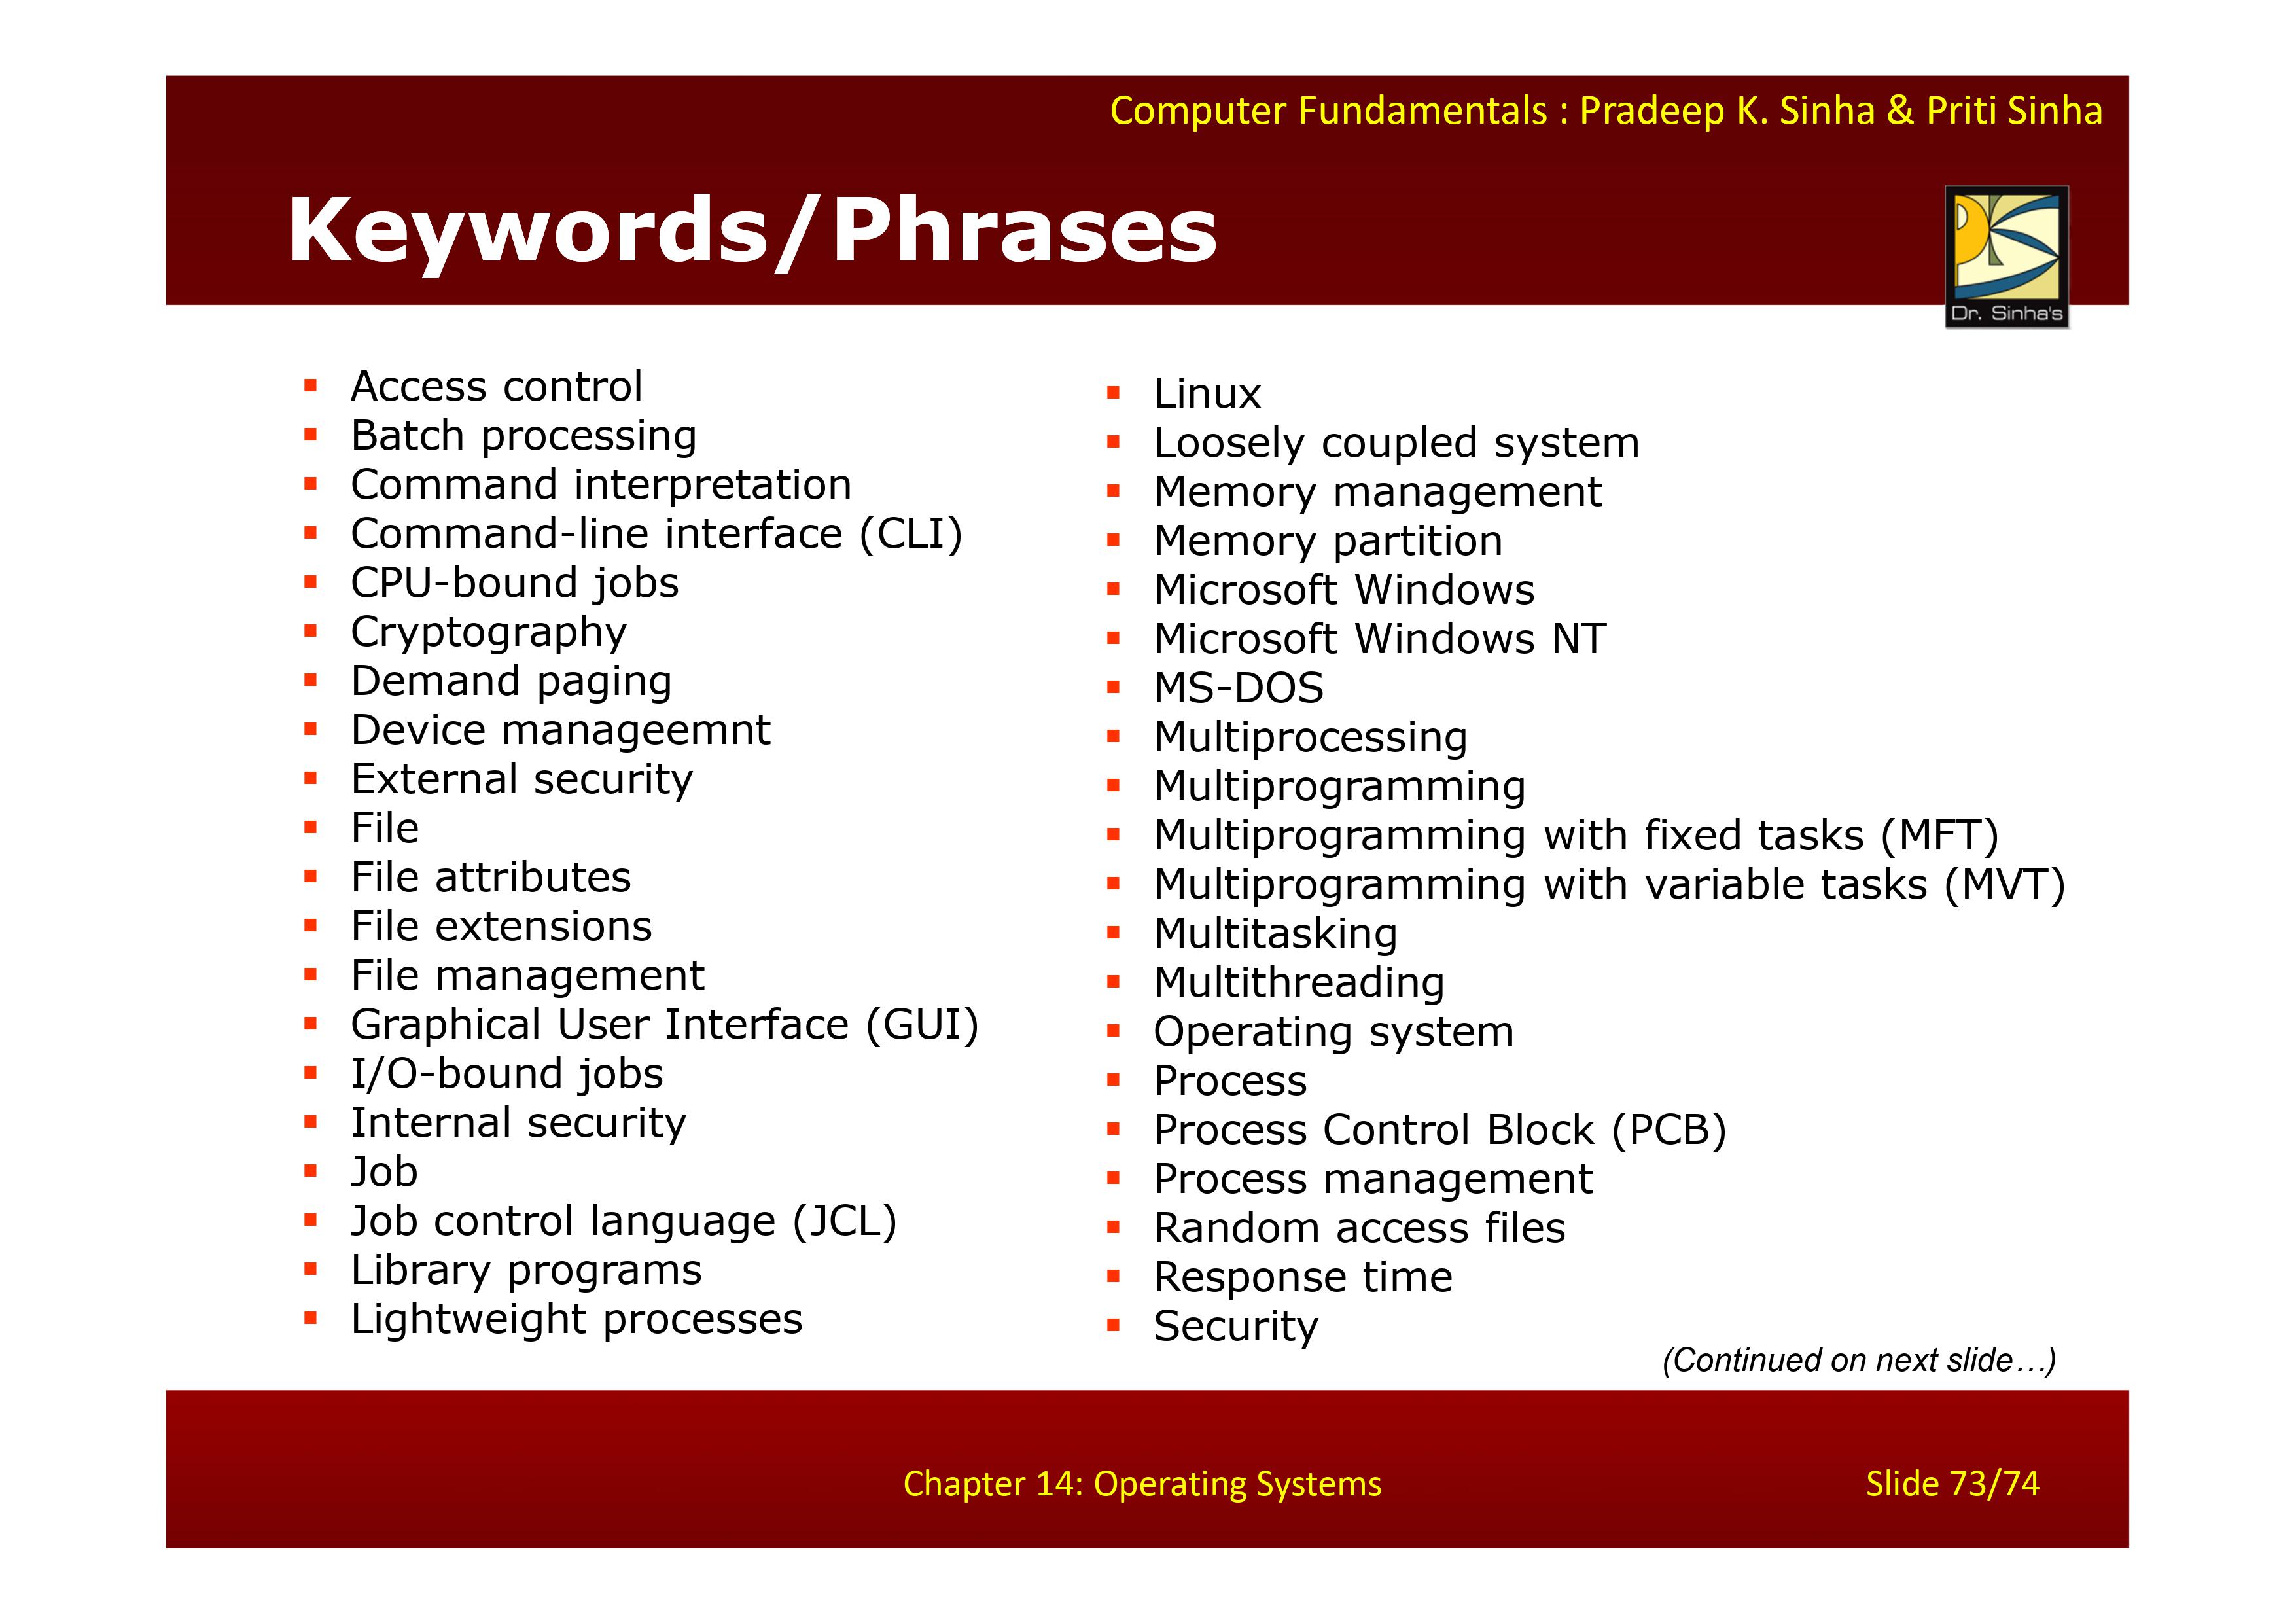 Computer Fundamentals : Pradeep K. Sinha & Priti Sinha
Keywords/Phrases
Dr. Sinha's
Access control
Batch processing
Command interpretation
Command-line interface (CLI)
CPU-bound jobs
Cryptography
Demand paging
Device manageemnt
External security
File
File attributes
File extensions
File management
Graphical User Interface (GUI)
I/O-bound jobs
Internal security
Job
Job control language (JCL)
Library programs
Lightweight processes
Linux
Loosely coupled system
Memory management
Memory partition
Microsoft Windows
Microsoft Windows NT
MS-DOS
Multiprocessing
Multiprogramming
Multiprogramming with fixed tasks (MFT)
Multiprogramming with variable tasks (MVT)
Multitasking
Multithreading
Operating system
Process
Process Control Block (PCB)
Process management
Random access files
Response time
Security
(Continued on next slide…)
Chapter 14: Operating Systems
Slide 73/74